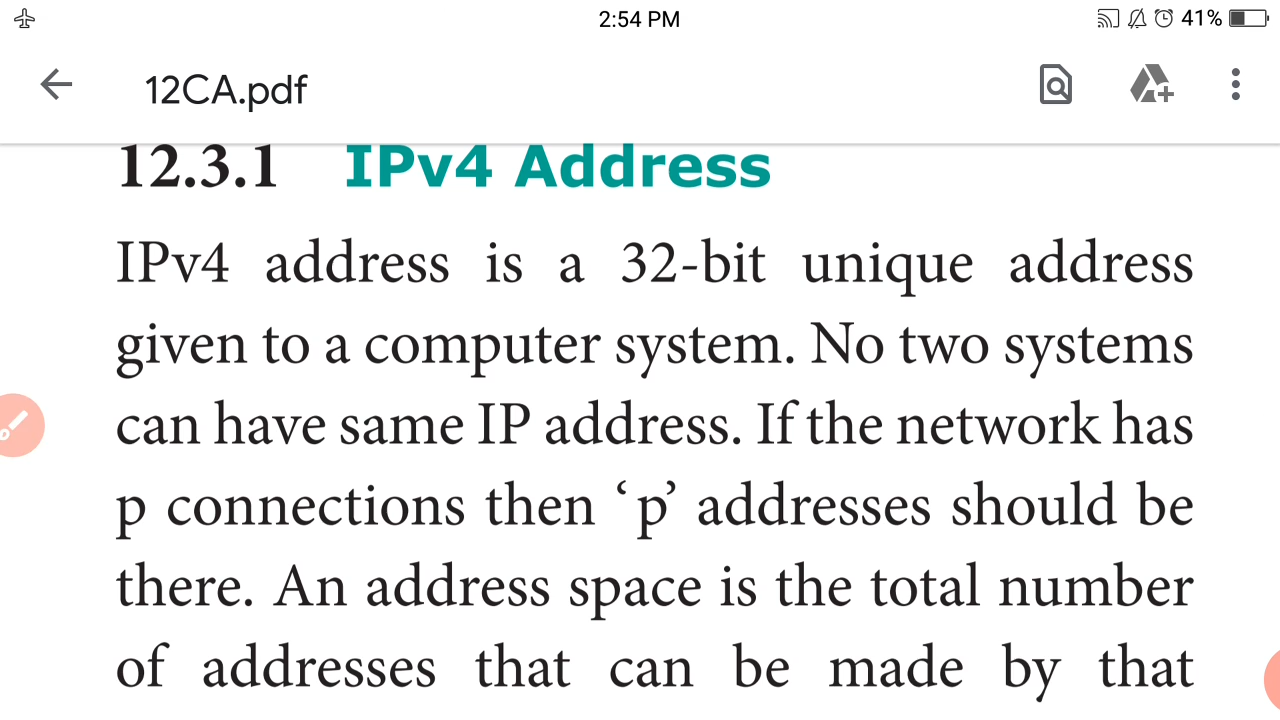 2:54 PM
41%
12CA.pdf
12.3.1 IPv4 Address
IPv4 address is a 32-bit unique address
given to a computer system. No two systems
can have same IP address. If the network has
p connections then ‘p’ addresses should be
there. An address space is the total number
of addresses that can be made by that